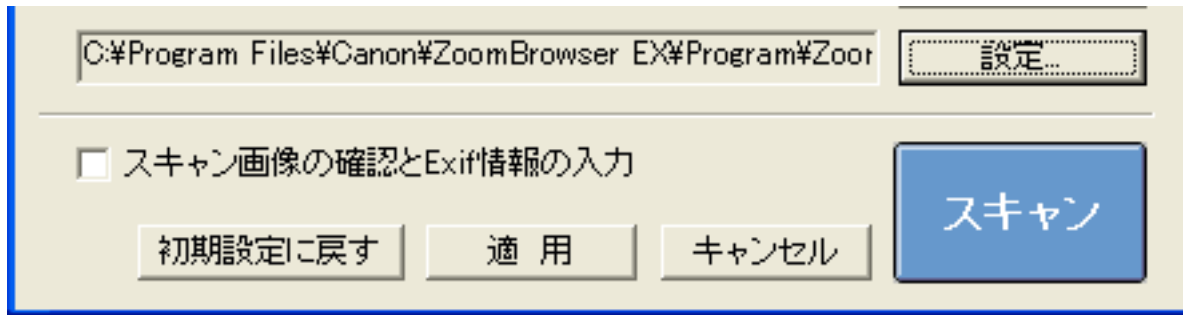 C:¥Program Files¥Canon¥ZoomBrowser EX¥Program¥Zoor
設定...
スキャン画像の確認とExif情報の入力
スキャン
初期設定に戻す
適 用
キャンセル